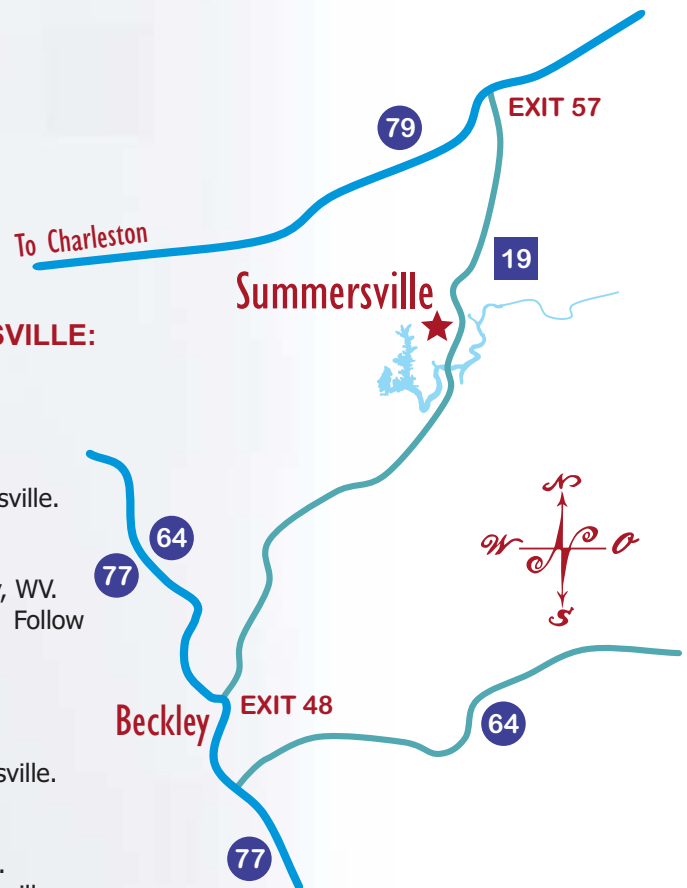 EXIT 57
79
To Charleston
19
Summersville
SVILLE:
sville.
64
77
, WV.
Follow
N
W
O
S
EXIT 48
Beckley
64
sville.
77